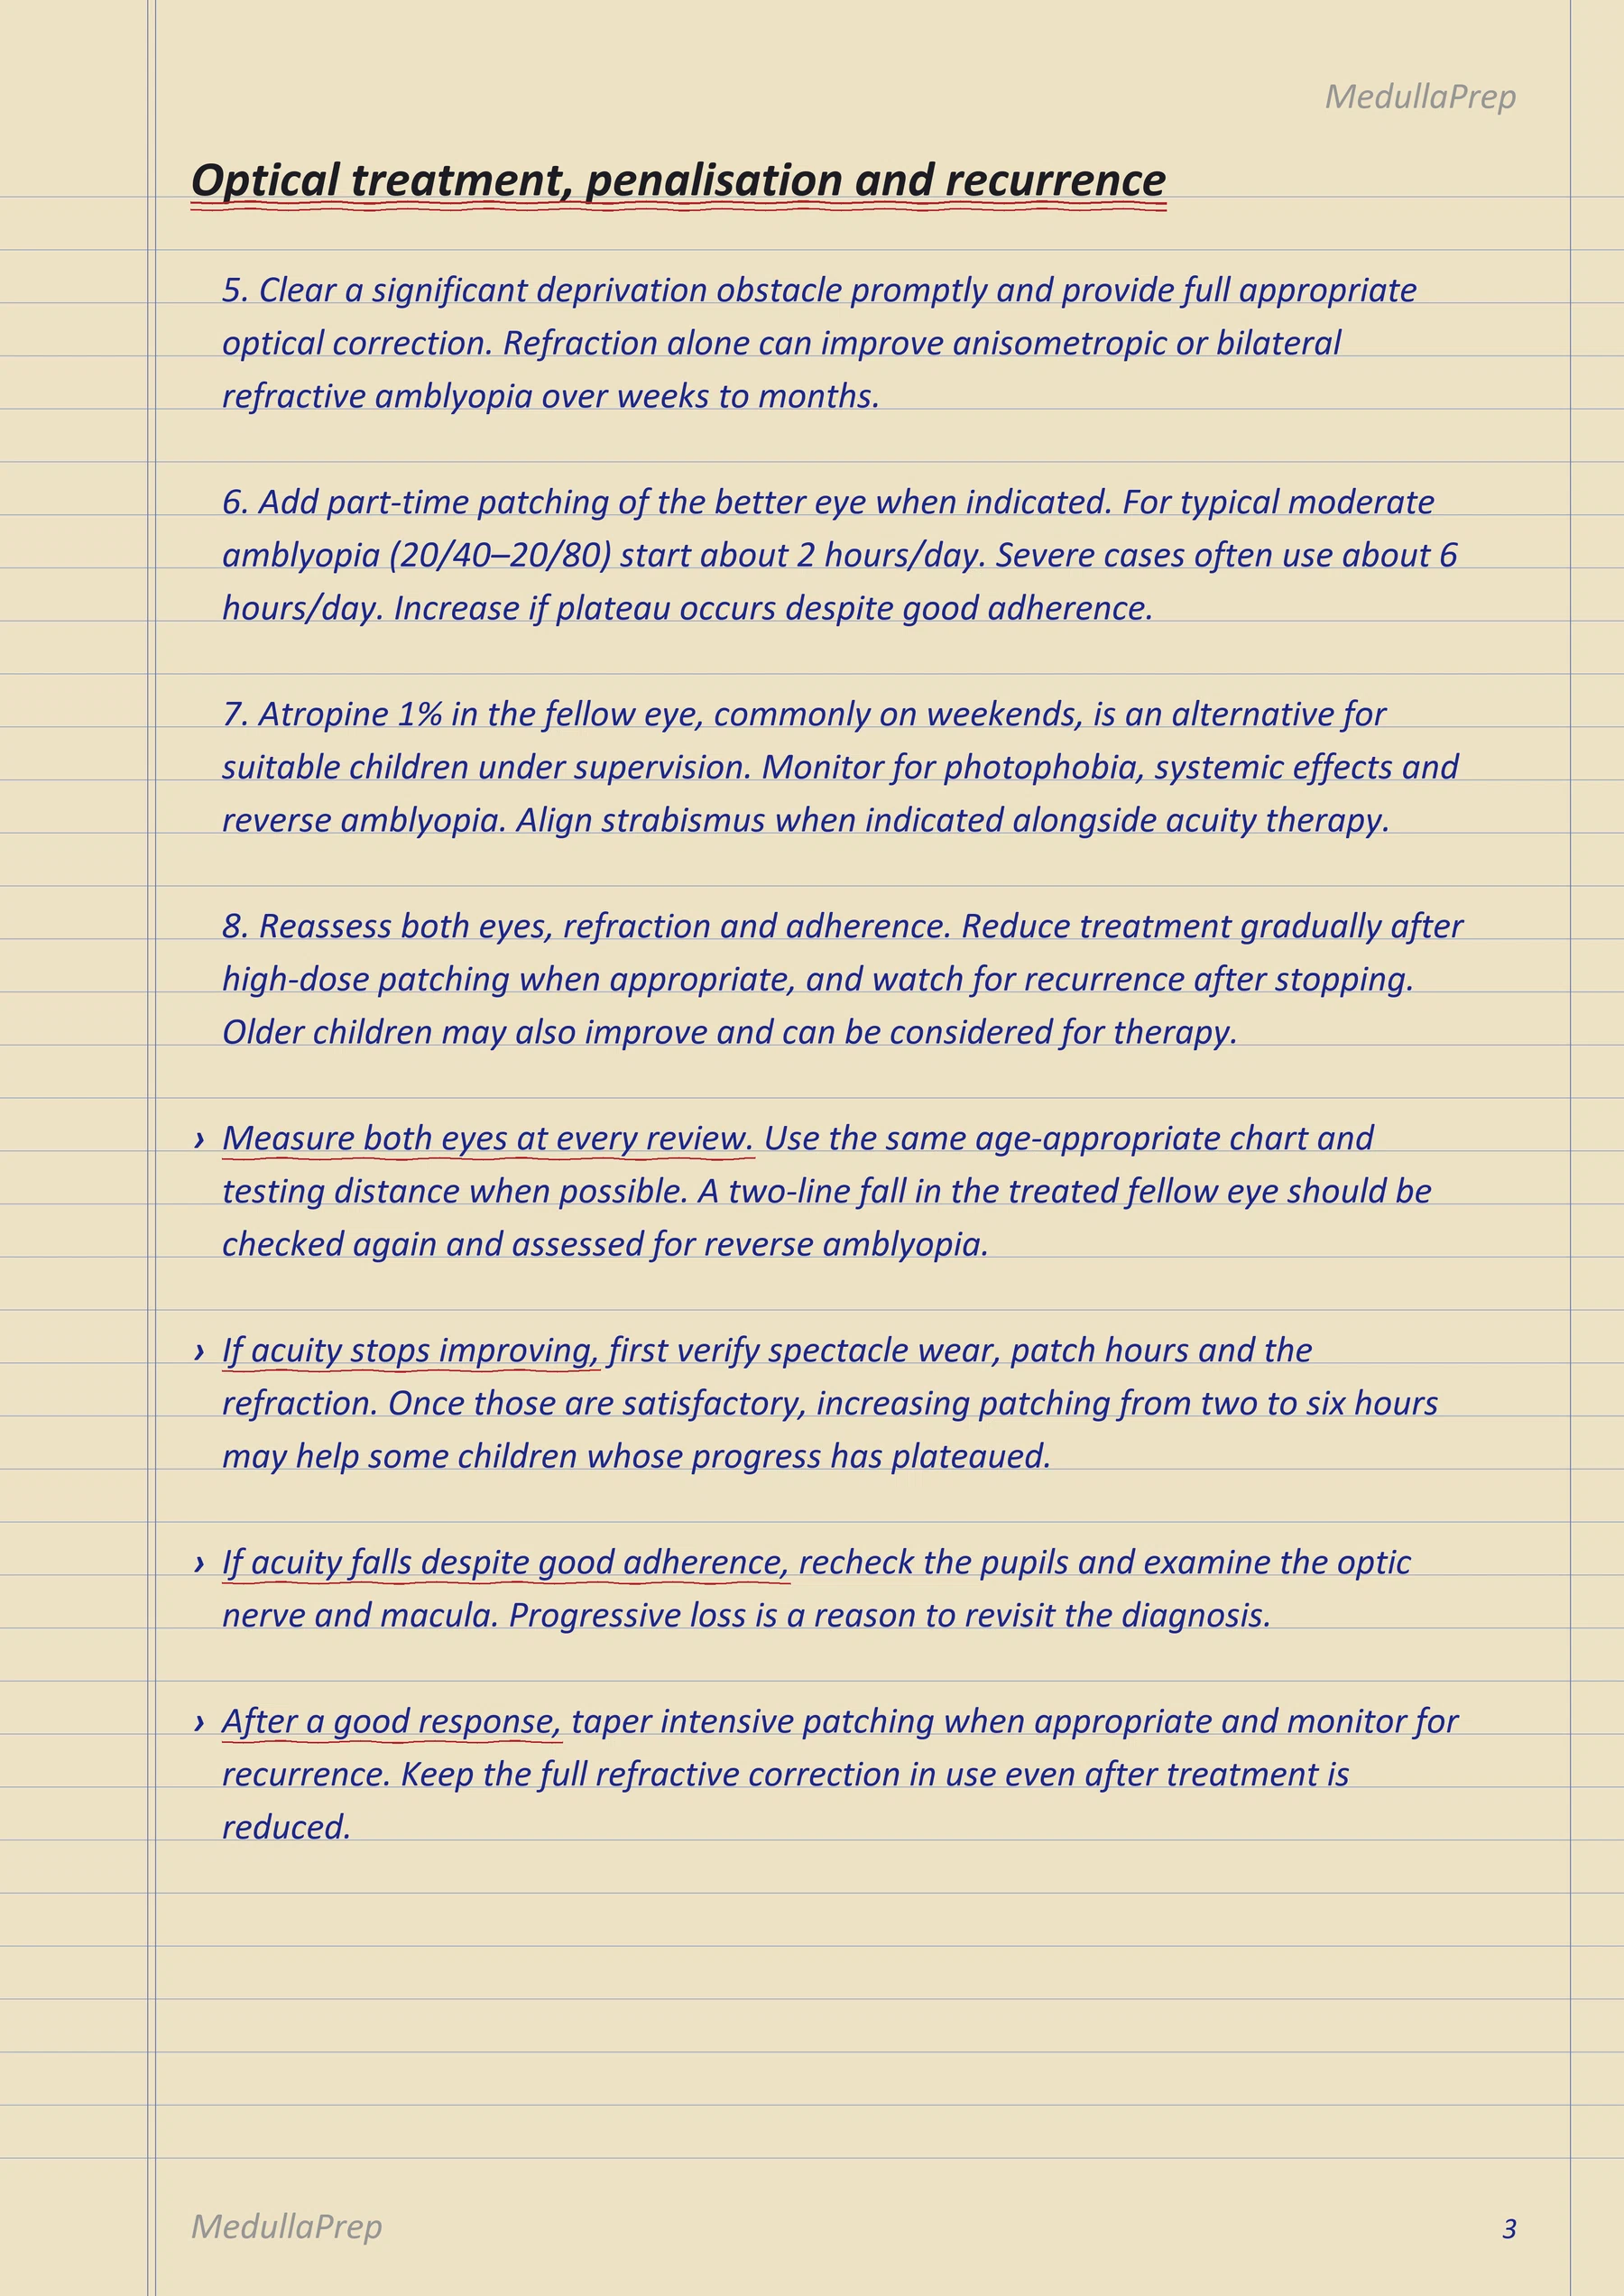 MedullaPrep
Optical treatment, penalisation and recurrence
5. Clear a significant deprivation obstacle promptly and provide full appropriate
optical correction. Refraction alone can improve anisometropic or bilateral
refractive amblyopia over weeks to months.
6. Add part-time patching of the better eye when indicated. For typical moderate
amblyopia (20/40–20/80) start about 2 hours/day. Severe cases often use about 6
hours/day. Increase if plateau occurs despite good adherence.
7. Atropine 1% in the fellow eye, commonly on weekends, is an alternative for
suitable children under supervision. Monitor for photophobia, systemic effects and
reverse amblyopia. Align strabismus when indicated alongside acuity therapy.
8. Reassess both eyes, refraction and adherence. Reduce treatment gradually after
high-dose patching when appropriate, and watch for recurrence after stopping.
Older children may also improve and can be considered for therapy.
› Measure both eyes at every review. Use the same age-appropriate chart and
testing distance when possible. A two-line fall in the treated fellow eye should be
checked again and assessed for reverse amblyopia.
› If acuity stops improving, first verify spectacle wear, patch hours and the
refraction. Once those are satisfactory, increasing patching from two to six hours
may help some children whose progress has plateaued.
› If acuity falls despite good adherence, recheck the pupils and examine the optic
nerve and macula. Progressive loss is a reason to revisit the diagnosis.
› After a good response, taper intensive patching when appropriate and monitor for
recurrence. Keep the full refractive correction in use even after treatment is
reduced.
MedullaPrep
3